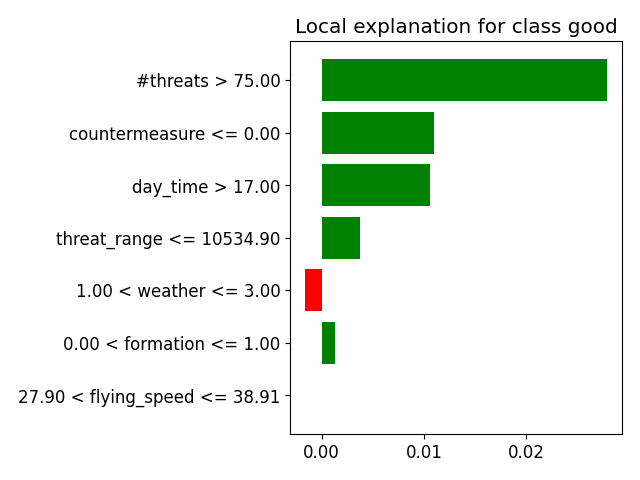 Local explanation for class good
#threats > 75.00
countermeasure <= 0.00
day_time > 17.00
threat_range <= 10534.90
1.00 < weather <= 3.00
0.00 < formation <= 1.00
27.90 < flying_speed <= 38.91
0.00 0.01 0.02